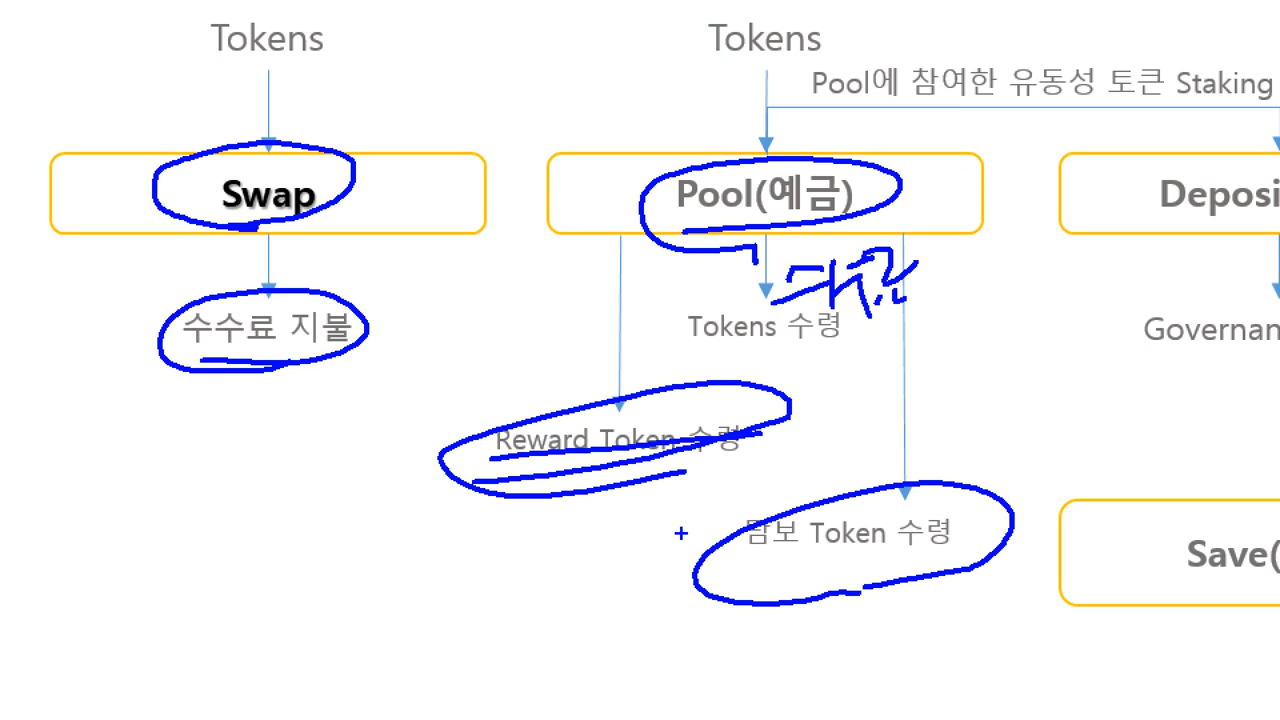 Tokens
Tokens
Pool에 참여한 유동성 토큰 Staking
Swap
Pool(예금)
Deposi
수수료 지불
Tokens 수령
Governan
Reward Token 수령
담보 Token 수령
Save(